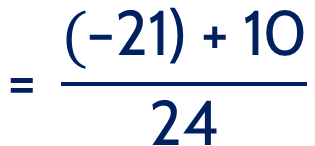 = (−21) + 10
24